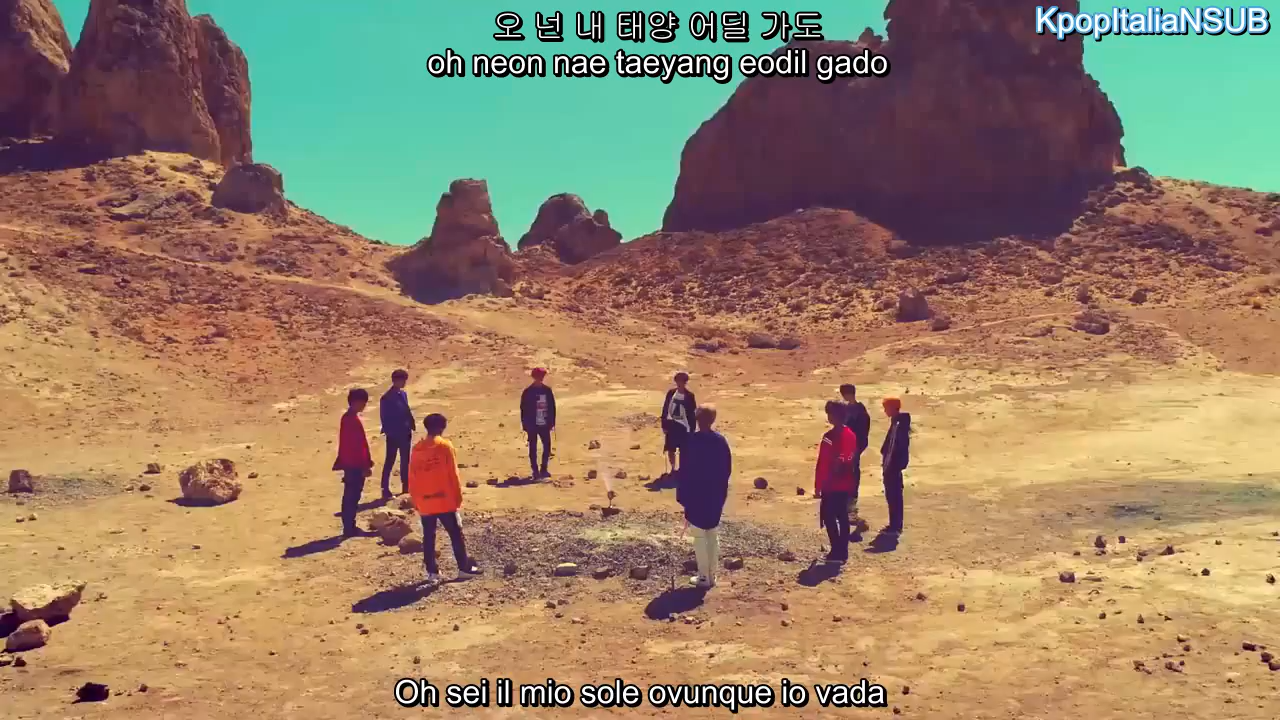 오 넌 내 태양 어딜 가도
KpopItaliaNSUB
oh neon nae taeyang eodil gado
Oh sei il mio sole ovunque io vada